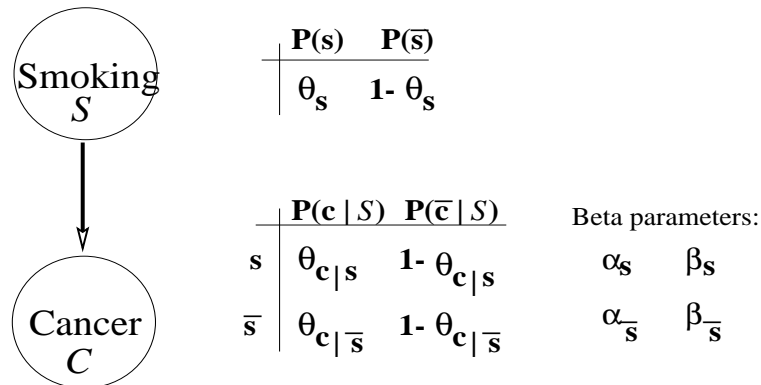 P(s) P(s̅)
Smoking
S
θs 1- θs
P(c | S) P(c̅ | S)
Beta parameters:
s θc | s 1- θc | s αs βs
s̅ θc | s̅ 1- θc | s̅ αs̅ βs̅
Cancer
C